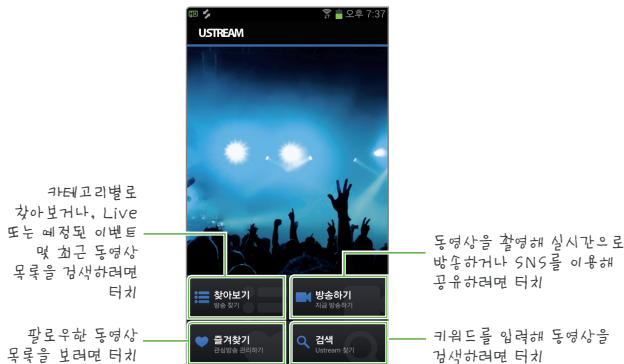 오후 7:37
USTREAM
카테고리별로
찾아보거나, Live
또는 예정된 이벤트
및 최근 동영상
목록을 검색하려면
터치
찾아보기
방송 찾기
방송하기
지금 방송하기
동영상을 촬영해 실시간으로
방송하거나 SNS를 이용해
공유하려면 터치
팔로우한 동영상
목록을 보려면 터치
즐겨찾기
관심방송 관리하기
검색
Ustream 찾기
키워드를 입력해 동영상을
검색하려면 터치